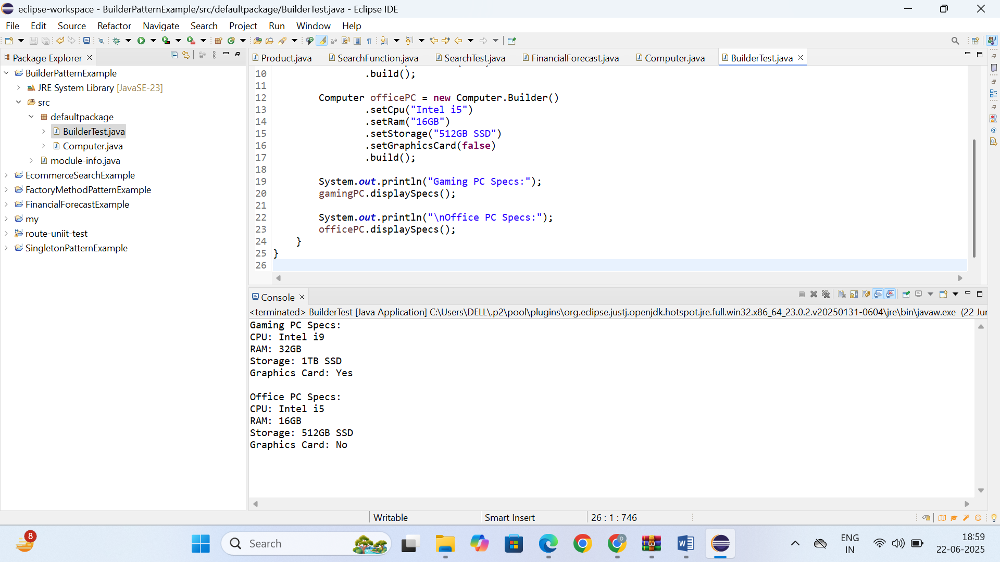 eclipse-workspace - BuilderPatternExample/src/defaultpackage/BuilderTest.java - Eclipse IDE
File Edit Source Refactor Navigate Search Project Run Window Help
Package Explorer
BuilderPatternExample
JRE System Library [JavaSE-23]
src
defaultpackage
BuilderTest.java
Computer.java
module-info.java
EcommerceSearchExample
FactoryMethodPatternExample
FinancialForecastExample
my
route-uniit-test
SingletonPatternExample
Product.java SearchFunction.java SearchTest.java FinancialForecast.java Computer.java BuilderTest.java
10 .build();
11
12 Computer officePC = new Computer.Builder()
13 .setCpu("Intel i5")
14 .setRam("16GB")
15 .setStorage("512GB SSD")
16 .setGraphicsCard(false)
17 .build();
18
19 System.out.println("Gaming PC Specs:");
20 gamingPC.displaySpecs();
21
22 System.out.println("\nOffice PC Specs:");
23 officePC.displaySpecs();
24 }
25 }
26
Console
<terminated> BuilderTest [Java Application] C:\Users\DELL\.p2\pool\plugins\org.eclipse.justj.openjdk.hotspot.jre.full.win32.x86_64_23.0.2.v20250131-0604\jre\bin\javaw.exe (22 Jur
Gaming PC Specs:
CPU: Intel i9
RAM: 32GB
Storage: 1TB SSD
Graphics Card: Yes
Office PC Specs:
CPU: Intel i5
RAM: 16GB
Storage: 512GB SSD
Graphics Card: No
Writable Smart Insert 26 : 1 : 746
8
Search
ENG
IN
18:59
22-06-2025